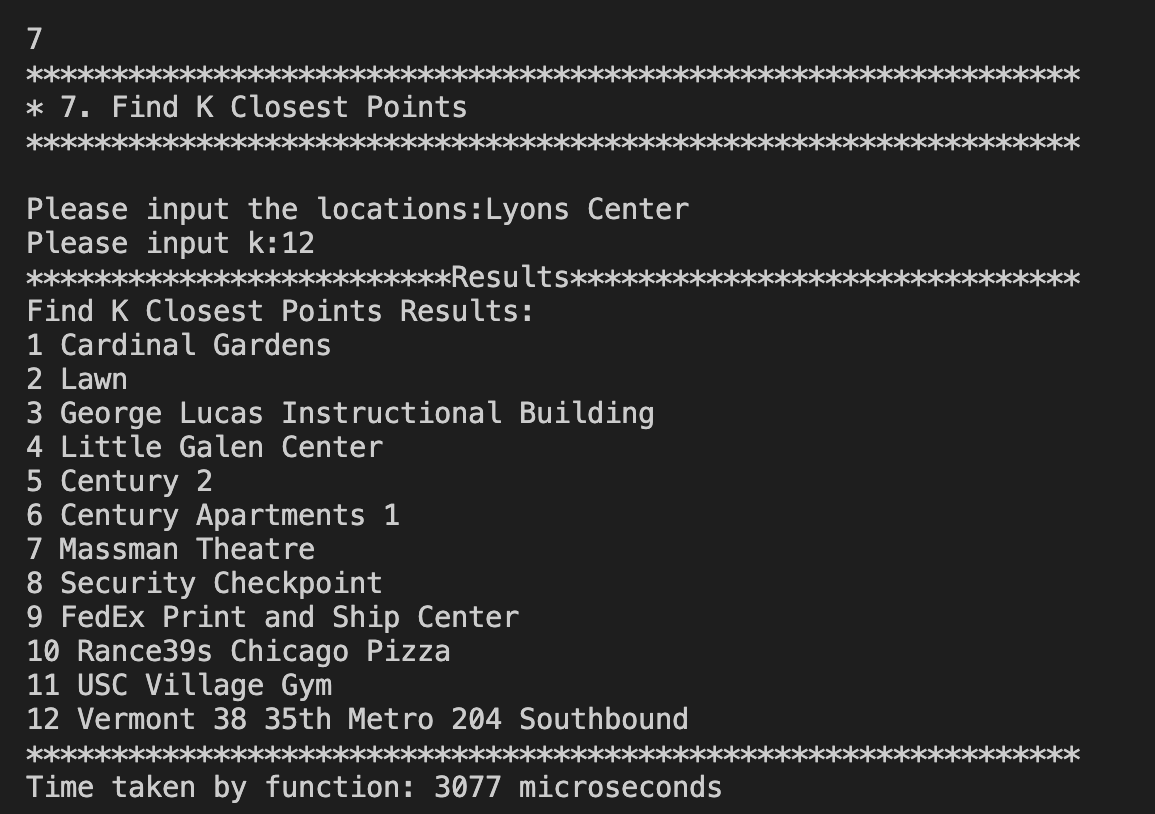 7
**************************************************************
* 7. Find K Closest Points
**************************************************************
Please input the locations:Lyons Center
Please input k:12
*************************Results******************************
Find K Closest Points Results:
1 Cardinal Gardens
2 Lawn
3 George Lucas Instructional Building
4 Little Galen Center
5 Century 2
6 Century Apartments 1
7 Massman Theatre
8 Security Checkpoint
9 FedEx Print and Ship Center
10 Rance39s Chicago Pizza
11 USC Village Gym
12 Vermont 38 35th Metro 204 Southbound
**************************************************************
Time taken by function: 3077 microseconds